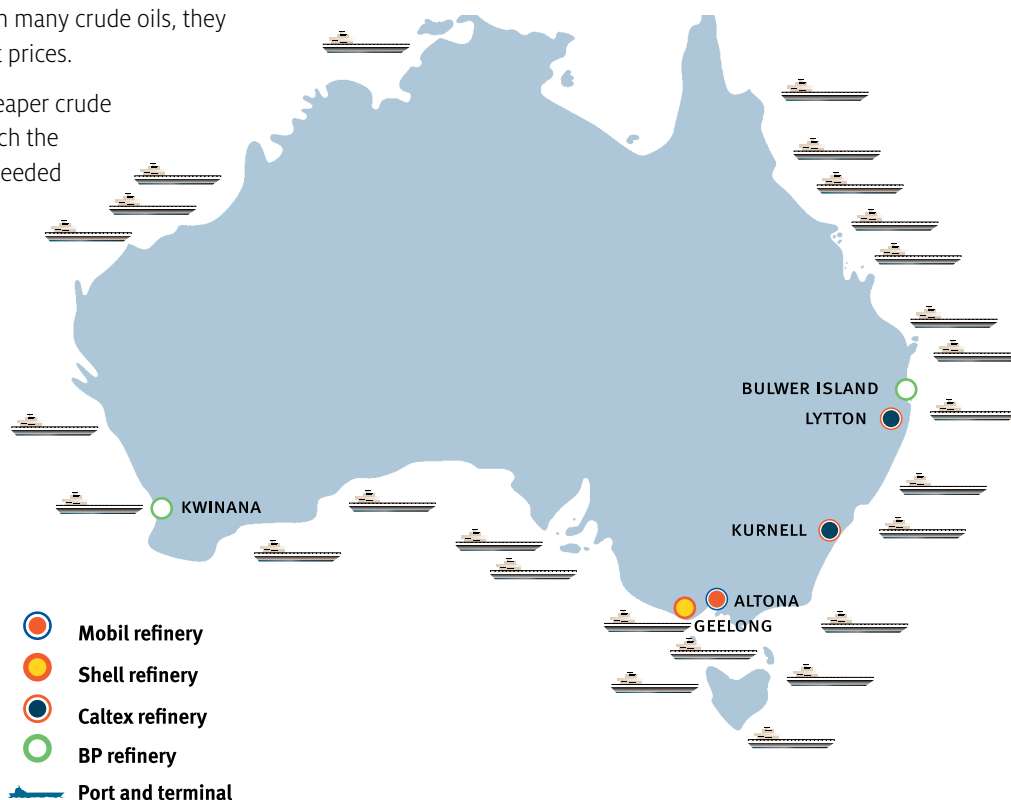 n many crude oils, they
t prices.
eaper crude
ch the
eeded
BULWER ISLAND
LYTTON
KWINANA
KURNELL
ALTONA
GEELONG
Mobil refinery
Shell refinery
Caltex refinery
BP refinery
Port and terminal